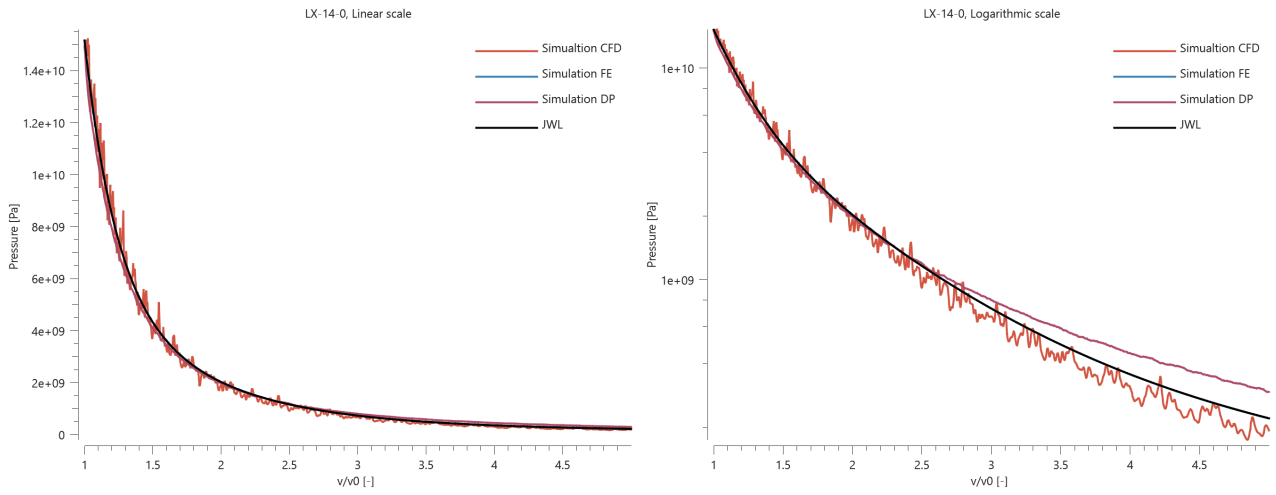 LX-14-0, Linear scale
Simualtion CFD
Simulation FE
Simulation DP
JWL
1.4e+10
1.2e+10
1e+10
8e+09
6e+09
4e+09
2e+09
0
Pressure [Pa]
1 1.5 2 2.5 3 3.5 4 4.5
v/v0 [-]
LX-14-0, Logarithmic scale
Simualtion CFD
Simulation FE
Simulation DP
JWL
1e+10
1e+09
Pressure [Pa]
1 1.5 2 2.5 3 3.5 4 4.5
v/v0 [-]